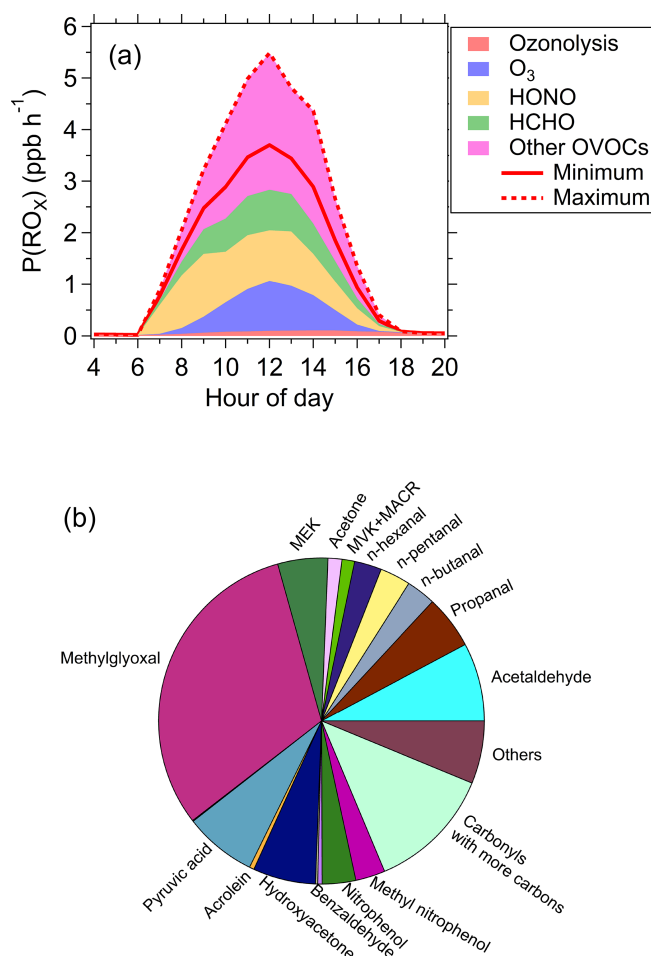 (a)
6
5
4
3
2
1
0
P(ROX) (ppb h-1)
4 6 8 10 12 14 16 18 20
Hour of day
Ozonolysis
O3
HONO
HCHO
Other OVOCs
Minimum
Maximum
(b)
MEK
Acetone
MVK+MACR
n-hexanal
n-pentanal
n-butanal
Propanal
Acetaldehyde
Others
Carbonyls
with more carbons
Methyl nitrophenol
Nitrophenol
Benzaldehyde
Hydroxyacetone
Acrolein
Pyruvic acid
Methylglyoxal